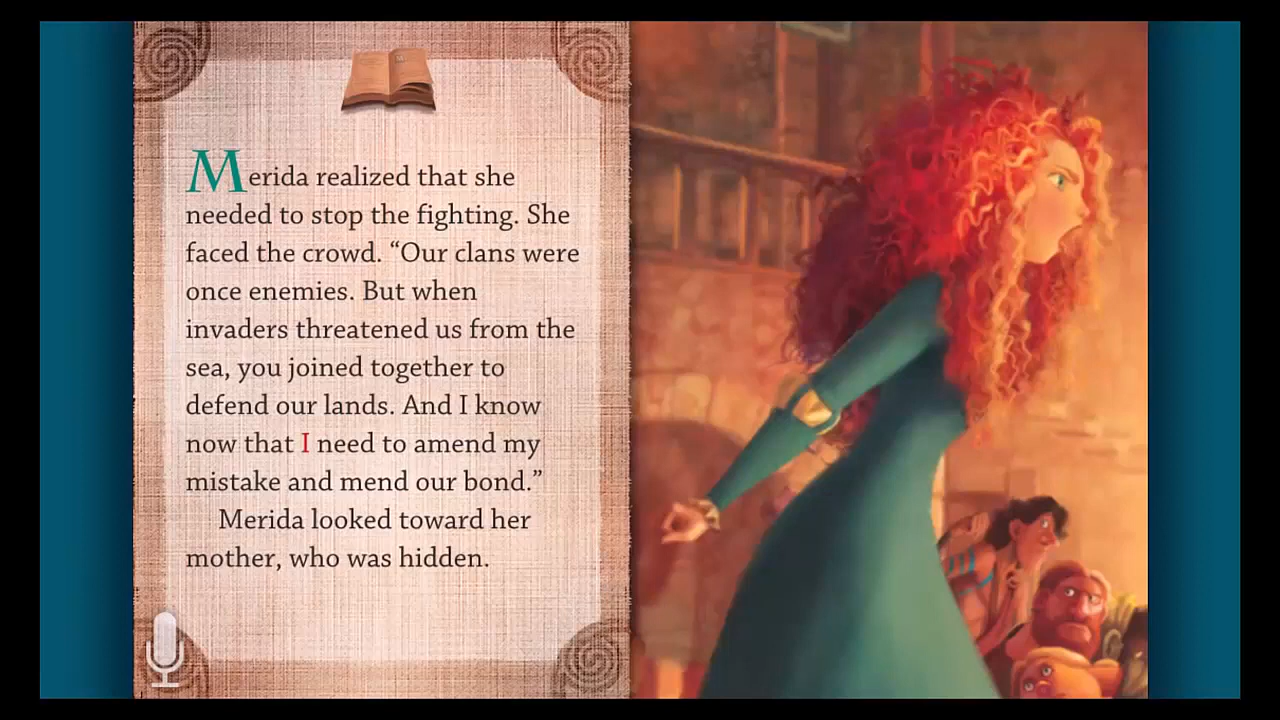 Merida realized that she
needed to stop the fighting. She
faced the crowd. “Our clans were
once enemies. But when
invaders threatened us from the
sea, you joined together to
defend our lands. And I know
now that I need to amend my
mistake and mend our bond.”
Merida looked toward her
mother, who was hidden.